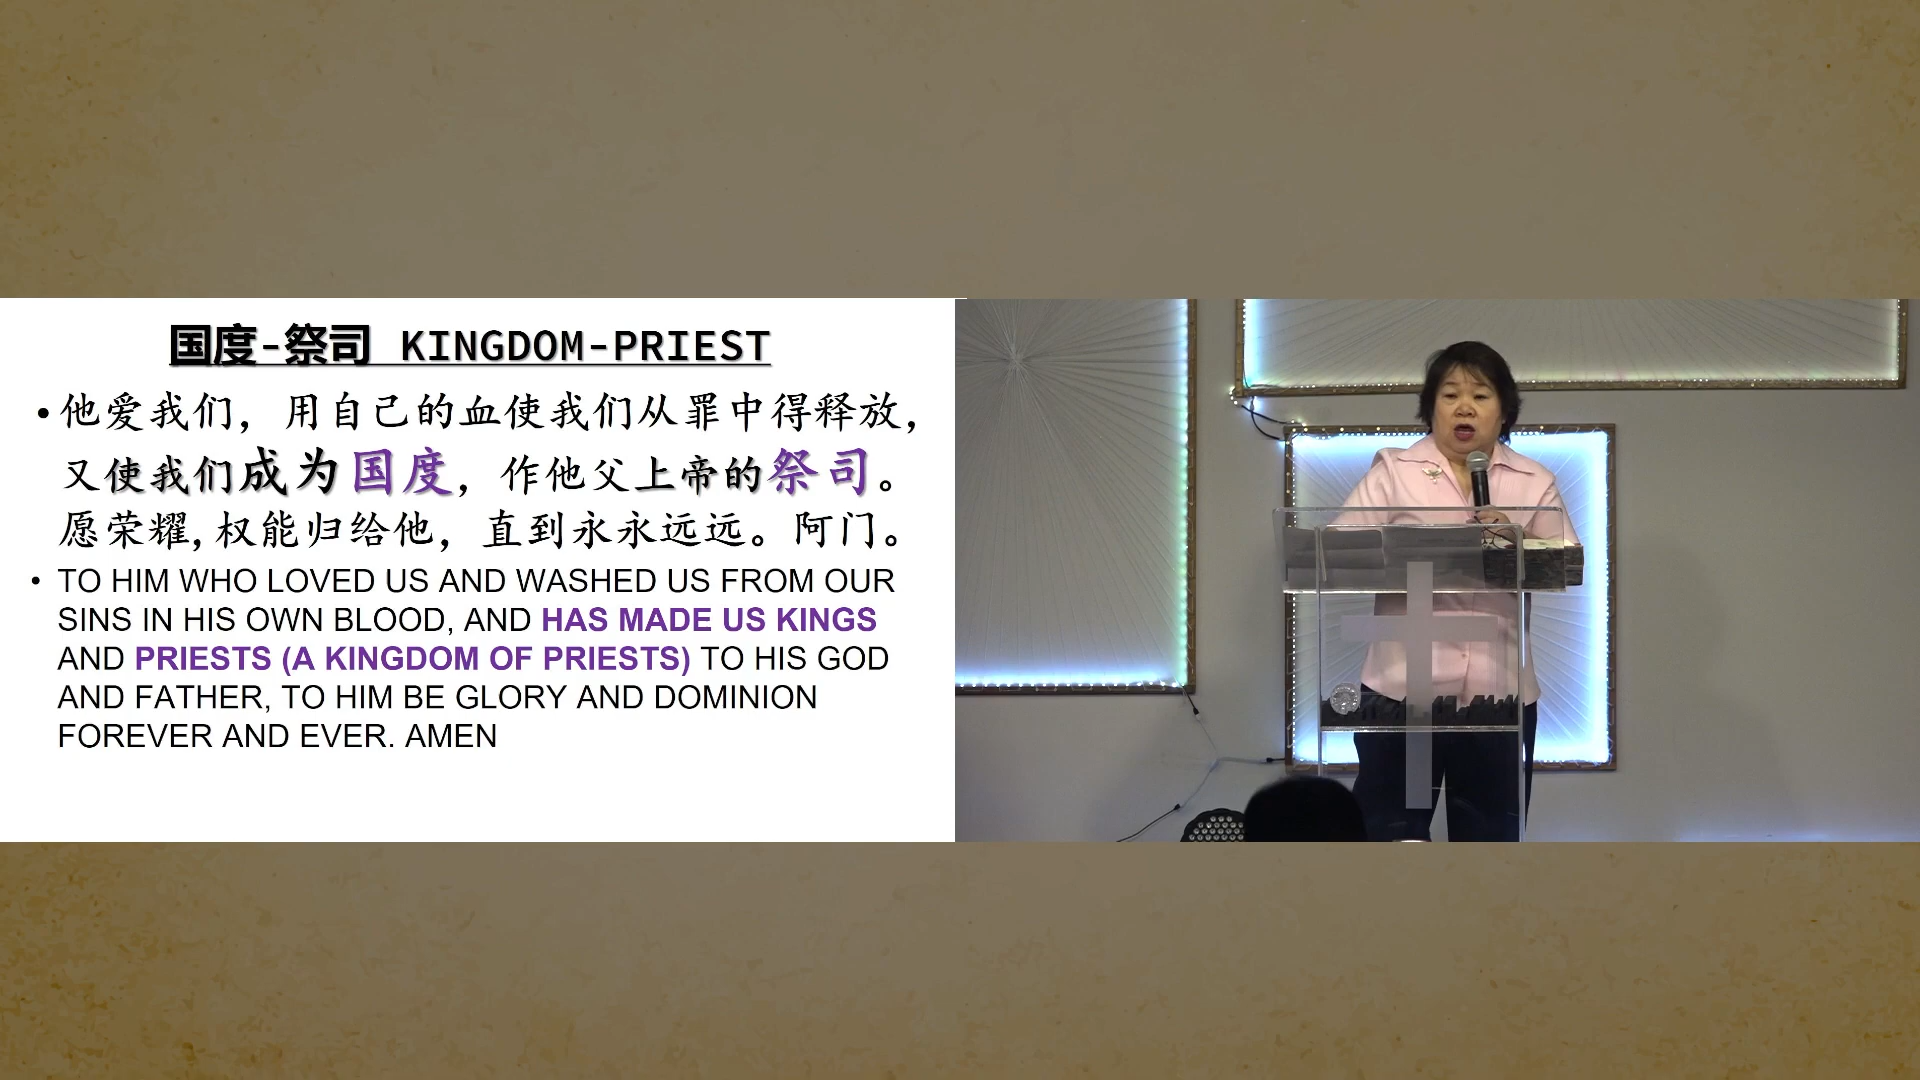 国度-祭司 KINGDOM-PRIEST
•他爱我们，用自己的血使我们从罪中得释放，
又使我们成为国度，作他父上帝的祭司。
愿荣耀,权能归给他，直到永永远远。阿门。
• TO HIM WHO LOVED US AND WASHED US FROM OUR
SINS IN HIS OWN BLOOD, AND HAS MADE US KINGS
AND PRIESTS (A KINGDOM OF PRIESTS) TO HIS GOD
AND FATHER, TO HIM BE GLORY AND DOMINION
FOREVER AND EVER. AMEN